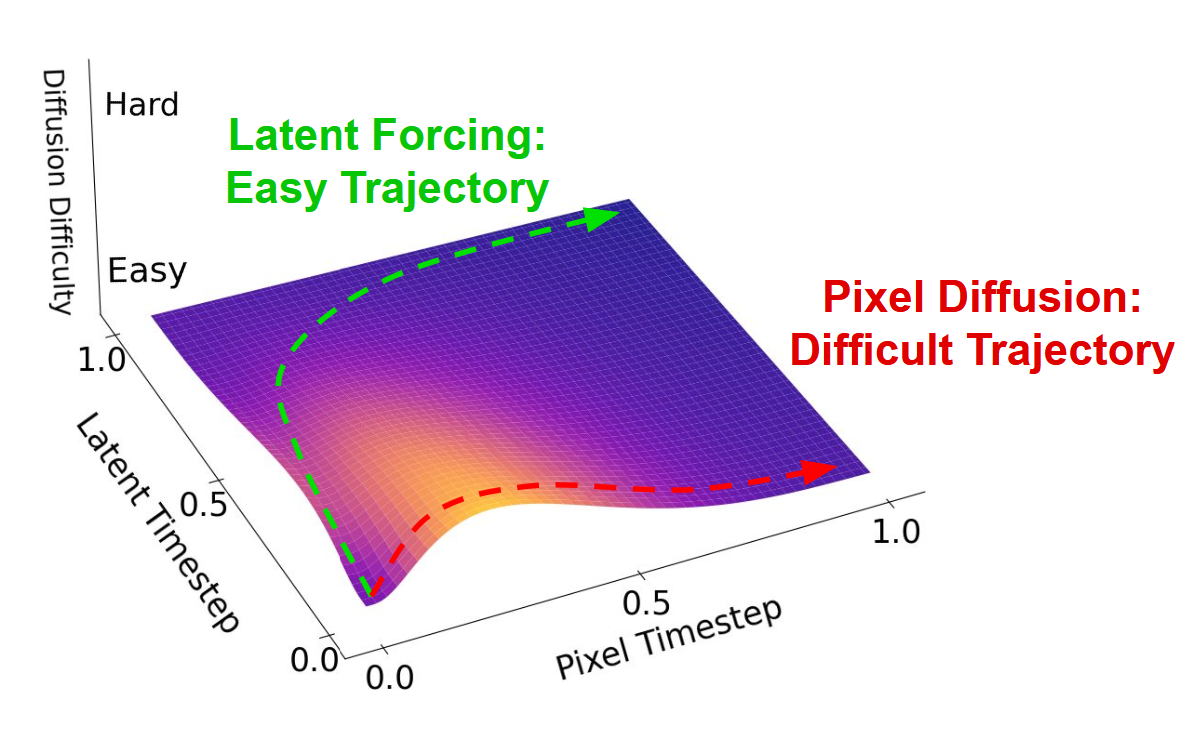 Diffusion Difficulty
Hard
Easy
Latent Forcing:
Easy Trajectory
Pixel Diffusion:
Difficult Trajectory
1.0
0.5
0.0
Latent Timestep
0.0
0.5
1.0
Pixel Timestep